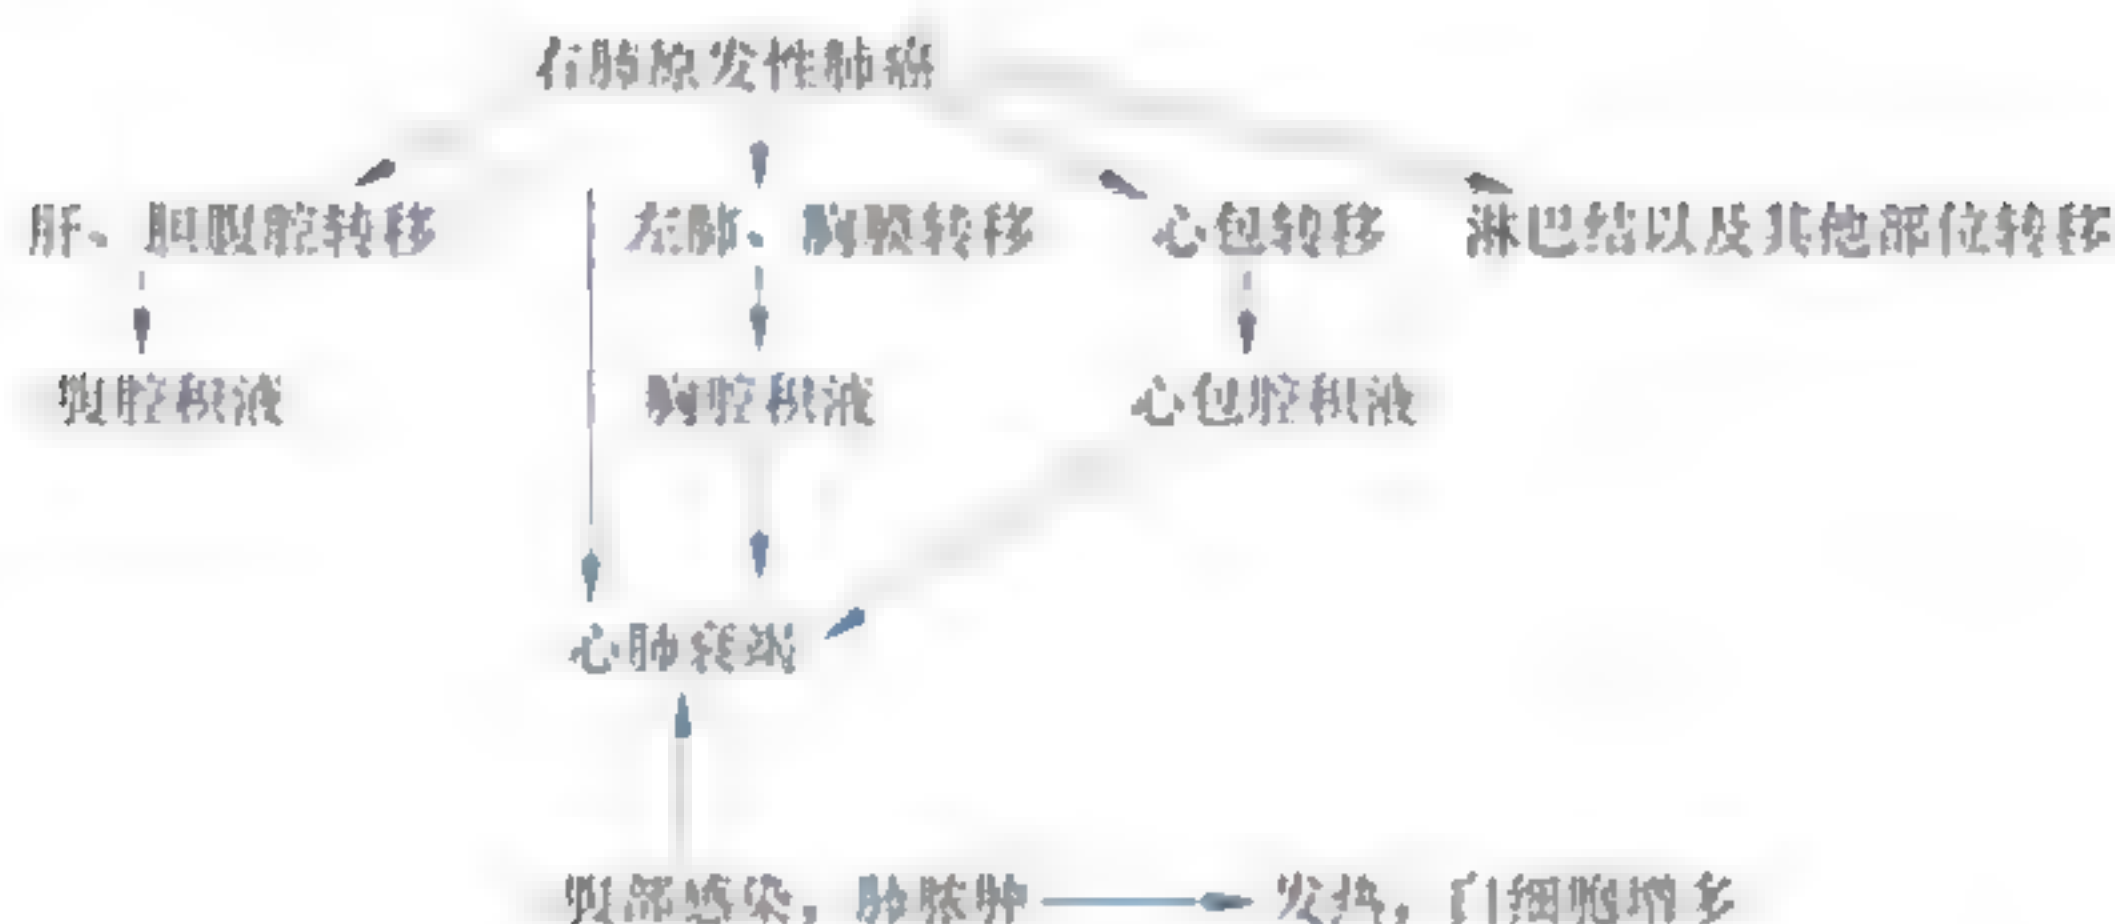 右肺原发性肺癌
肝、胆腹腔转移 左肺、胸膜转移 心包转移 淋巴结以及其他部位转移
腹腔积液 胸腔积液 心包腔积液
心肺衰竭
部感染，肺脓肿 发热，白细胞增多